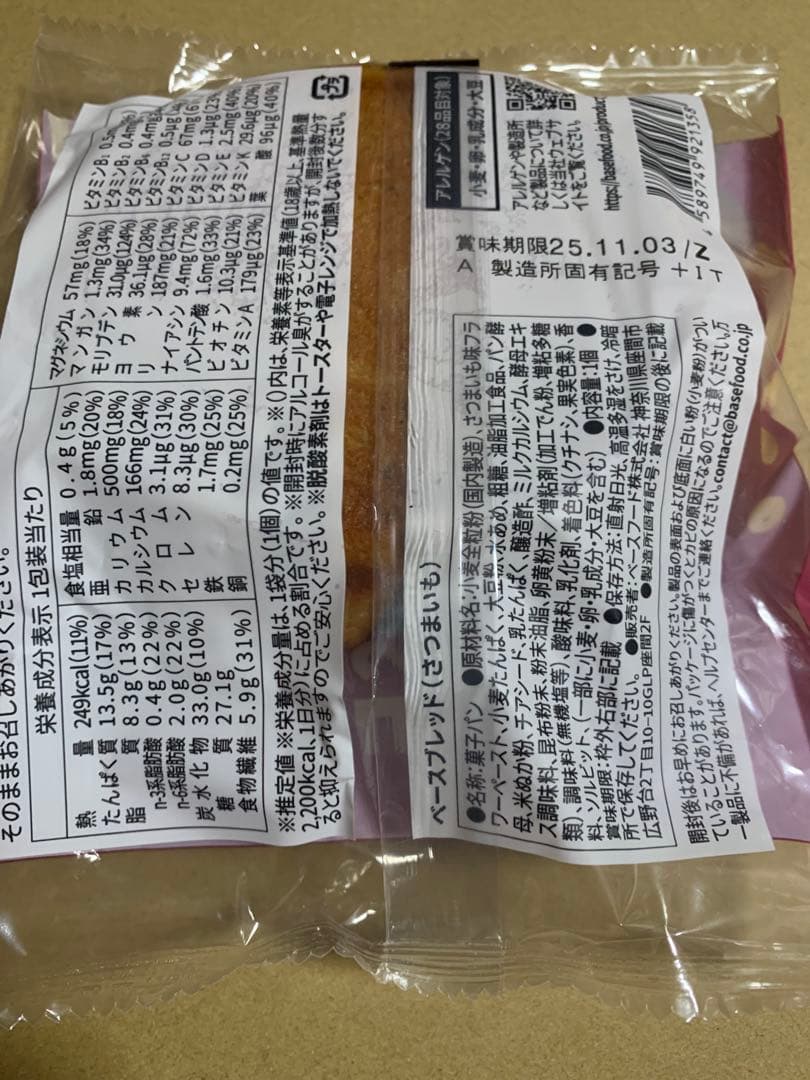 そのままお召しあがりください。
栄養成分表示 1包装当たり
熱量 249kcal(11%)
たんぱく質 13.5g(17%)
脂質 8.3g(13%)
n-3系脂肪酸 0.4g(22%)
n-6系脂肪酸 2.0g(22%)
炭水化物 33.0g(10%)
糖質 27.1g
食物繊維 5.9g(31%)
食塩相当量 0.4g(5%)
亜鉛 1.8mg(20%)
カリウム 500mg(18%)
カルシウム 166mg(24%)
クロム 3.1μg(31%)
セレン 8.3μg(30%)
鉄 1.7mg(25%)
銅 0.2mg(25%)
マグネシウム 57mg(18%)
マンガン 1.3mg(34%)
モリブデン 31.0μg(124%)
ヨウ素 36.1μg(28%)
リン 187mg(21%)
ナイアシン 9.4mg(72%)
パントテン酸 1.6mg(33%)
ビオチン 10.3μg(21%)
ビタミンA 179μg(23%)
ビタミンB₁
ビタミンB₂
ビタミンB₆
ビタミンB₁₂
ビタミンC 67mg
ビタミンD 1.3μg
ビタミンE 2.5mg(40%)
ビタミンK 29.6μg(20%)
葉酸 96μg(40%)
※推定値 ※栄養成分量は、1袋分(1個)の値です。※()内は、栄養素等表示基準値(18歳以上、基準熱量
2,200kcal、1日分)に占める割合です。※開封時にアルコール臭がすることがありますが、開封後数分す
ると抑えられますのでご安心ください。※脱酸素剤はトースターや電子レンジで加熱しないでください。
プラ
ベースブレッド(さつまいも)
●名称:菓子パン ●原材料名:小麦全粒粉(国内製造)、さつまいも味フラ
ワーペースト、小麦たんぱく、大豆粉、水あめ、粗糖、油脂加工食品、パン酵
母、米ぬか粉、チアシード、乳たんぱく、醸造酢、ミルクカルシウム、酵母エキ
ス調味料、昆布粉末、粉末油脂、卵黄粉末/増粘剤(加工でん粉、増粘多糖
類)、調味料(無機塩等)、酸味料、乳化剤、着色料(クチナシ、果実色素)、香
料、ソルビット、(一部に小麦・卵・乳成分・大豆を含む) ●内容量:1個 ●
賞味期限:枠外右部に記載 ●保存方法:直射日光、高温多湿をさけ、冷暗
所で保存してください。 ●販売者:ベースフード株式会社 神奈川県座間市
広野台2丁目10-10GLP座間2F ●製造所固有記号:賞味期限の後に記載
開封後はお早めにお召しあがりください。製品の表面および底面に白い粉(小麦粉)がつい
ていることがあります。パッケージに傷がつくとカビの原因になるのでご注意ください。万
一製品に不備があれば、ヘルプセンターまでご連絡ください。contact@basefood.co.jp
アレルゲン(28品目対象)
小麦・卵・乳成分・大豆
アレルゲンや製造所
など製品について詳
しくは当社ウェブサ
イトをご覧ください。
https://basefood.co.jp/product
4589749921358
賞味期限25.11.03/Z
A 製造所固有記号 +IT